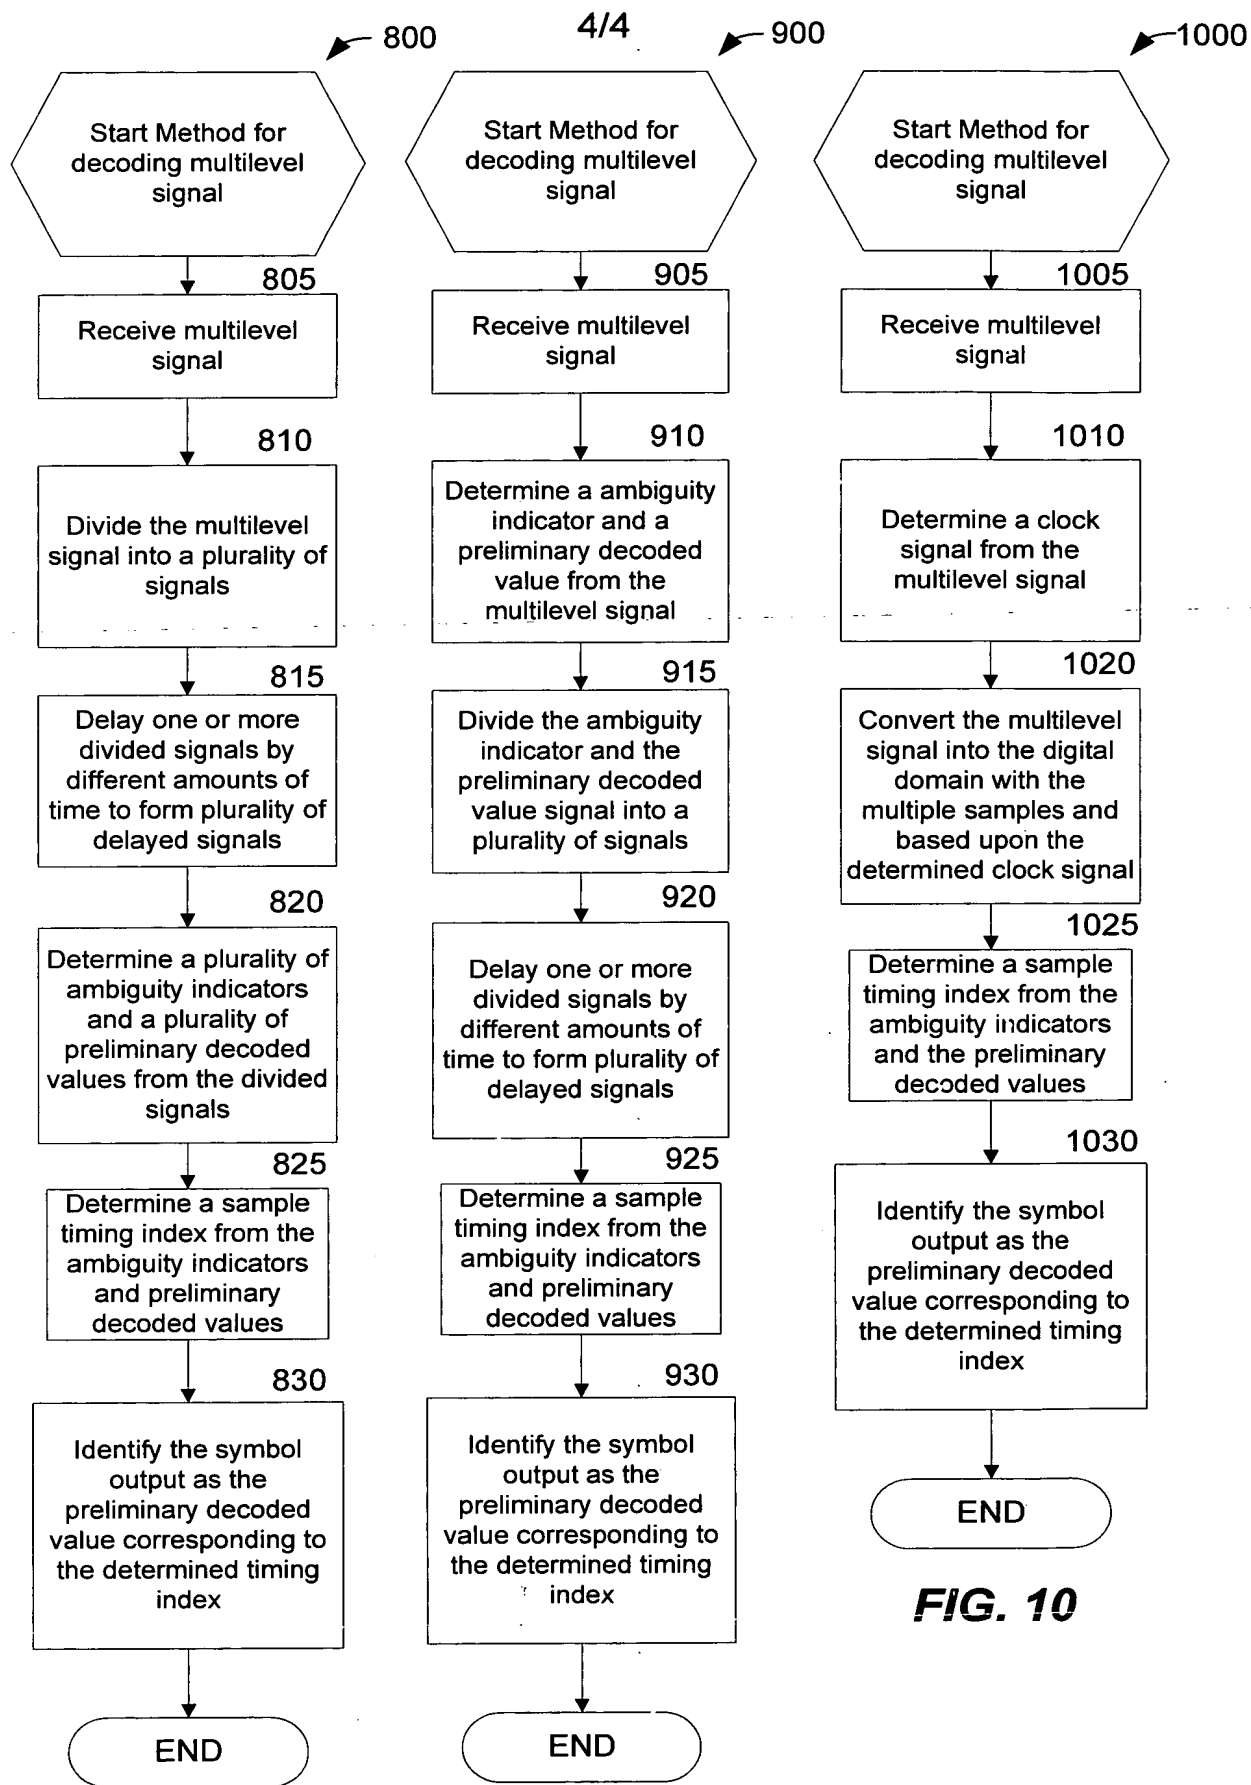 4/4
800
Start Method for
decoding multilevel
signal
805
Receive multilevel
signal
810
Divide the multilevel
signal into a plurality of
signals
815
Delay one or more
divided signals by
different amounts of
time to form plurality of
delayed signals
820
Determine a plurality of
ambiguity indicators
and a plurality of
preliminary decoded
values from the divided
signals
825
Determine a sample
timing index from the
ambiguity indicators
and preliminary
decoded values
830
Identify the symbol
output as the
preliminary decoded
value corresponding to
the determined timing
index
END
900
Start Method for
decoding multilevel
signal
905
Receive multilevel
signal
910
Determine a ambiguity
indicator and a
preliminary decoded
value from the
multilevel signal
915
Divide the ambiguity
indicator and the
preliminary decoded
value signal into a
plurality of signals
920
Delay one or more
divided signals by
different amounts of
time to form plurality of
delayed signals
925
Determine a sample
timing index from the
ambiguity indicators
and preliminary
decoded values
930
Identify the symbol
output as the
preliminary decoded
value corresponding to
the determined timing
index
END
1000
Start Method for
decoding multilevel
signal
1005
Receive multilevel
signal
1010
Determine a clock
signal from the
multilevel signal
1020
Convert the multilevel
signal into the digital
domain with the
multiple samples and
based upon the
determined clock signal
1025
Determine a sample
timing index from the
ambiguity indicators
and the preliminary
decoded values
1030
Identify the symbol
output as the
preliminary decoded
value corresponding to
the determined timing
index
END
FIG. 10